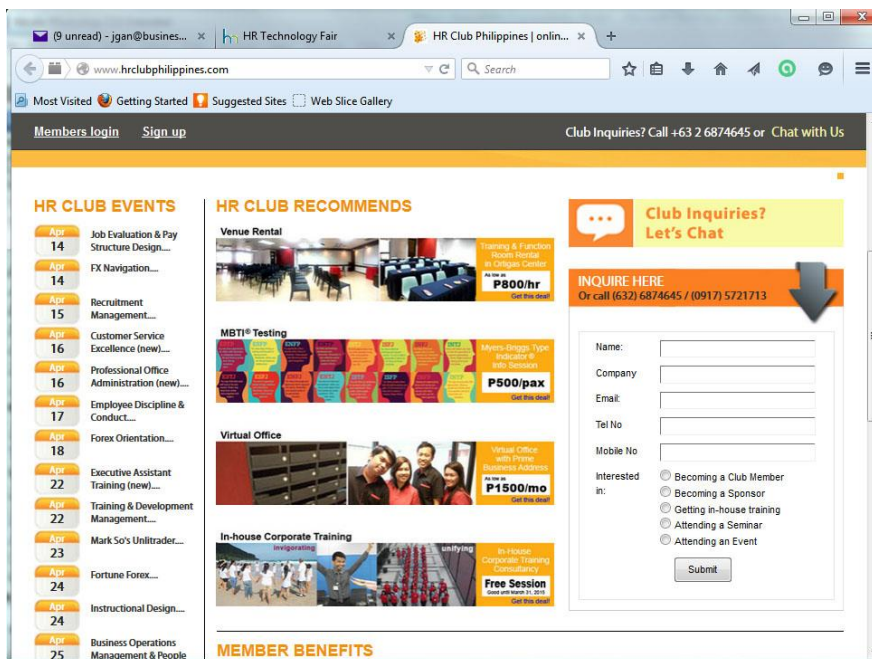 (9 unread) - jgan@busines...
HR Technology Fair
HR Club Philippines | onlin...
www.hrclubphilippines.com
Search
Most Visited
Getting Started
Suggested Sites
Web Slice Gallery
Members login
Sign up
Club Inquiries? Call +63 2 6874645 or Chat with Us
HR CLUB EVENTS
Apr
14
Job Evaluation & Pay
Structure Design....
Apr
14
FX Navigation....
Apr
15
Recruitment
Management....
Apr
16
Customer Service
Excellence (new)....
Apr
16
Professional Office
Administration (new)....
Apr
17
Employee Discipline &
Conduct....
Apr
18
Forex Orientation....
Apr
22
Executive Assistant
Training (new)....
Apr
22
Training & Development
Management....
Apr
23
Mark So's Unlitrader....
Apr
24
Fortune Forex....
Apr
24
Instructional Design....
Apr
25
Business Operations
Management & People
HR CLUB RECOMMENDS
Venue Rental
Training & Function
Room Rental
in Ortigas Center
As low as
P800/hr
Get this deal!
MBTI® Testing
Myers-Briggs Type
Indicator ®
Info Session
P500/pax
Get this deal!
Virtual Office
Virtual Office
with Prime
Business Address
As low as
P1500/mo
Get this deal!
In-house Corporate Training
invigorating
unifying
In-House
Corporate Training
Consultancy
Free Session
Good until March 31, 2015
Get this deal!
MEMBER BENEFITS
Club Inquiries?
Let's Chat
INQUIRE HERE
Or call (632) 6874645 / (0917) 5721713
Name:
Company
Email:
Tel No
Mobile No
Interested
in:
Becoming a Club Member
Becoming a Sponsor
Getting in-house training
Attending a Seminar
Attending an Event
Submit